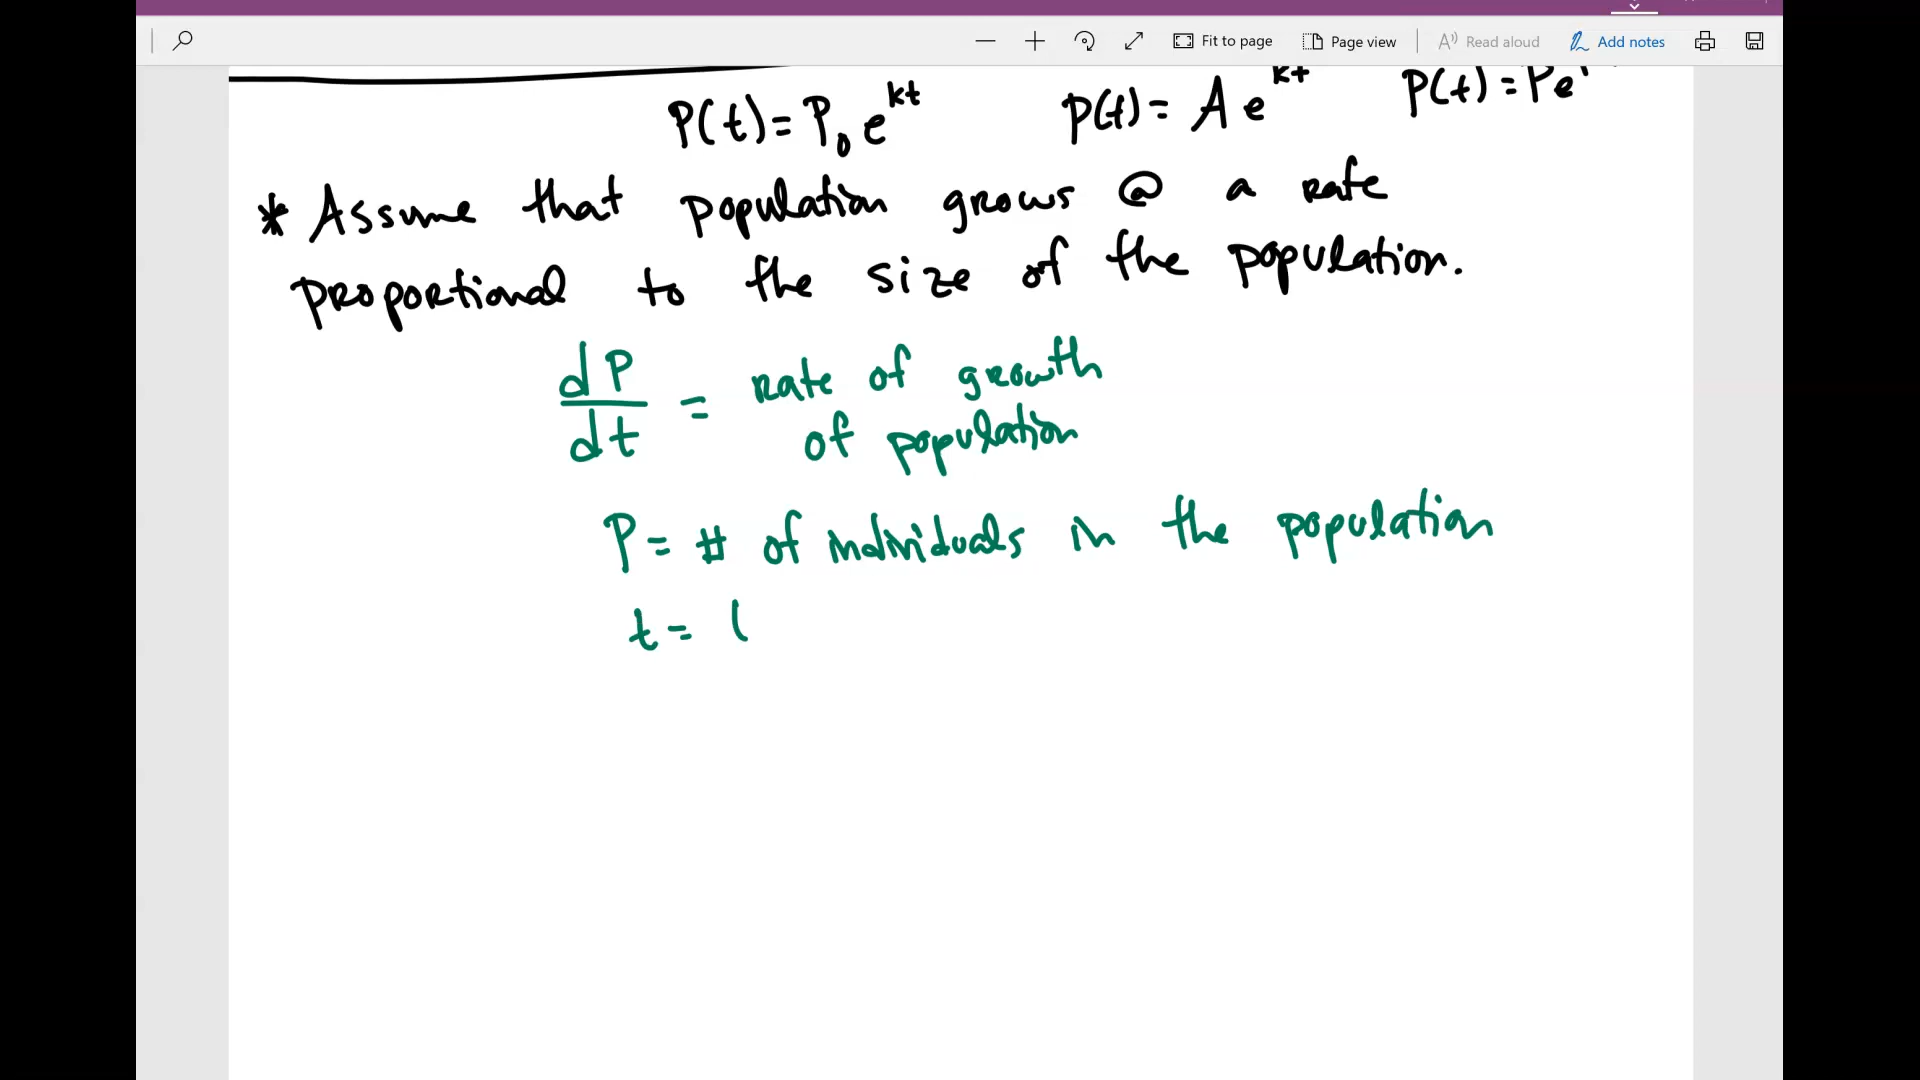 Fit to page Page view Read aloud Add notes
P(t) = P₀ e^kt P(t) = A e^kt P(t) = Pe
* Assume that population grows @ a rate
proportional to the size of the population.
dP/dt = rate of growth
of population
P = # of individuals in the population
t = (